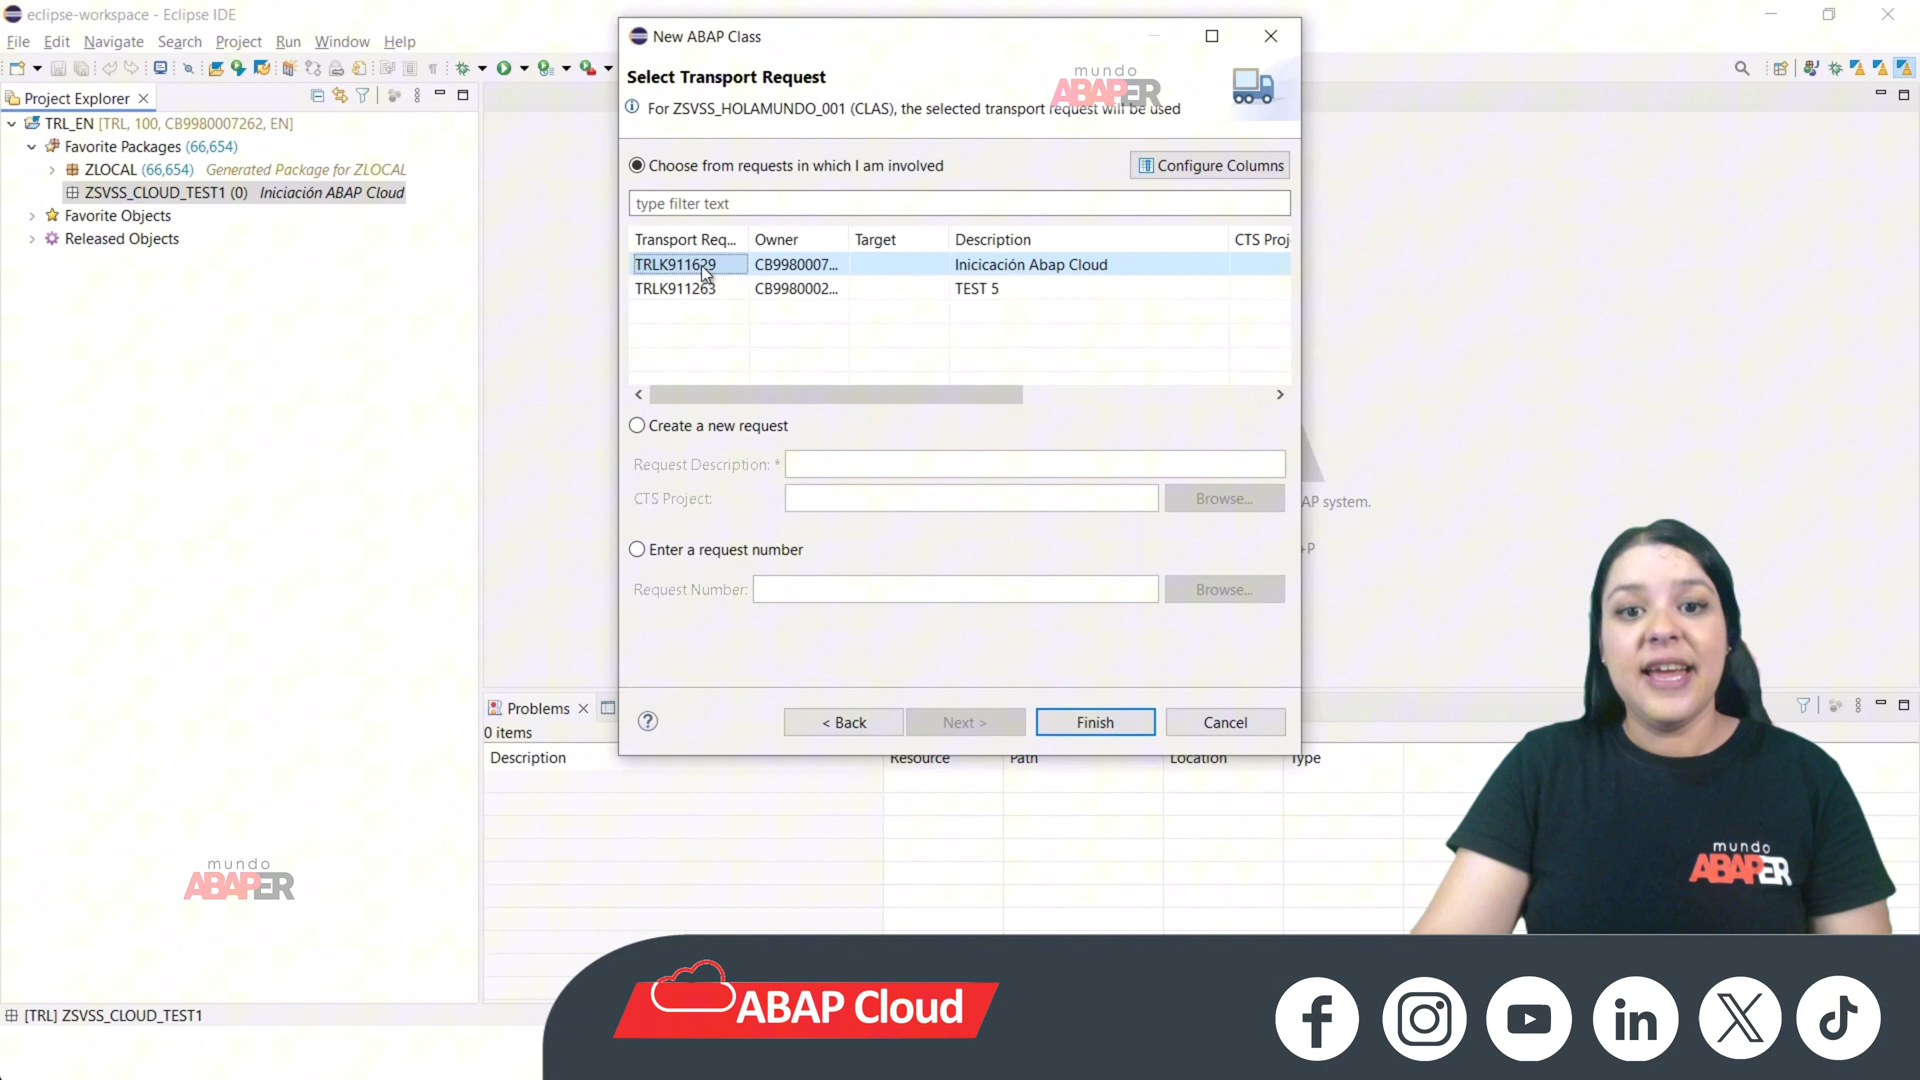 eclipse-workspace - Eclipse IDE
File Edit Navigate Search Project Run Window Help
Project Explorer
TRL_EN [TRL, 100, CB9980007262, EN]
Favorite Packages (66,654)
ZLOCAL (66,654) Generated Package for ZLOCAL
ZSVSS_CLOUD_TEST1 (0) Iniciación ABAP Cloud
Favorite Objects
Released Objects
New ABAP Class
Select Transport Request
mundo
ABAPER
For ZSVSS_HOLAMUNDO_001 (CLAS), the selected transport request will be used
Choose from requests in which I am involved
Configure Columns
type filter text
Transport Req... Owner Target Description CTS Proj
TRLK911629 CB9980007... Inicicación Abap Cloud
TRLK911263 CB9980002... TEST 5
Create a new request
Request Description: *
CTS Project: Browse...
Enter a request number
Request Number: Browse...
< Back Next > Finish Cancel
AP system.
+P
Problems
0 items
Description Resource Path Location Type
mundo
ABAPER
mundo
ABAPER
[TRL] ZSVSS_CLOUD_TEST1
ABAP Cloud